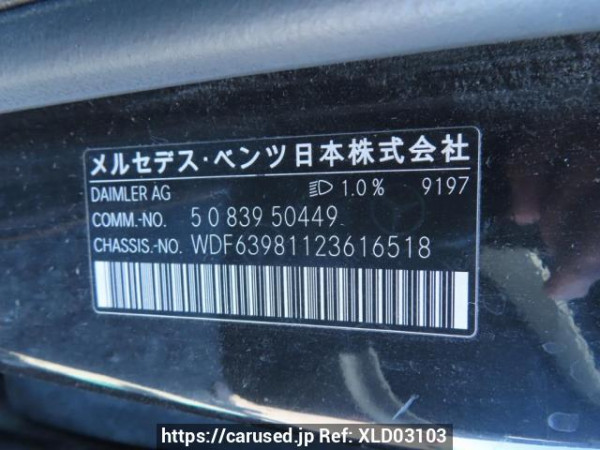 メルセデス・ベンツ日本株式会社
DAIMLER AG 1.0% 9197
COMM.-NO. 5 0 839 50449
CHASSIS.-NO. WDF63981123616518
https://carused.jp Ref: XLD03103